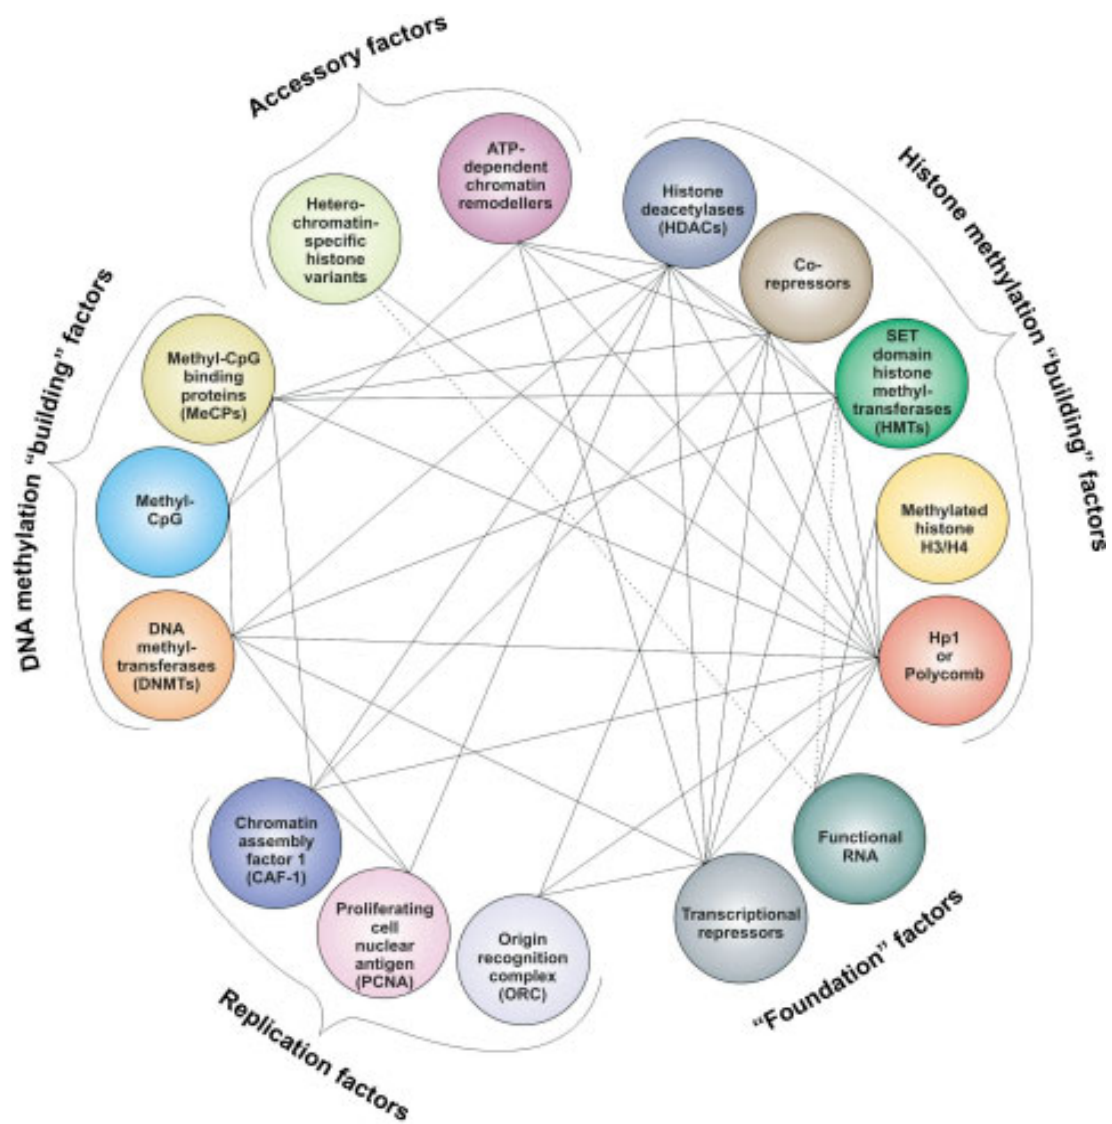 Accessory factors
ATP-
dependent
chromatin
remodellers
Hetero-
chromatin-
specific
histone
variants
Histone
deacetylases
(HDACs)
Co-
repressors
SET
domain
histone
methyl-
transferases
(HMTs)
Methylated
histone
H3/H4
Hp1
or
Polycomb
Histone methylation “building” factors
DNA methylation “building” factors
Methyl-CpG
binding
proteins
(MeCPs)
Methyl-
CpG
DNA
methyl-
transferases
(DNMTs)
Chromatin
assembly
factor 1
(CAF-1)
Proliferating
cell
nuclear
antigen
(PCNA)
Origin
recognition
complex
(ORC)
Replication factors
Transcriptional
repressors
Functional
RNA
“Foundation” factors